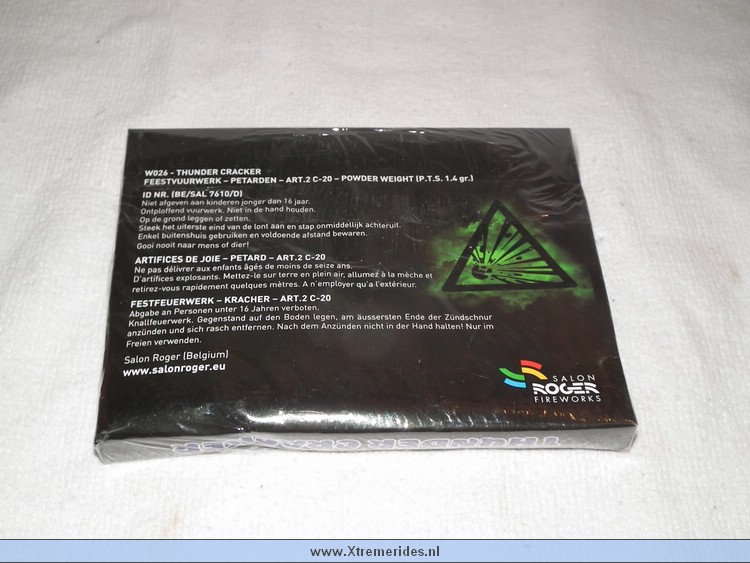 W026 - THUNDER CRACKER
FEESTVUURWERK – PETARDEN – ART.2 C-20 – POWDER WEIGHT (P.T.S. 1.4 gr.)
ID NR. (BE/SAL 7610/D)
Niet afgeven aan kinderen jonger dan 16 jaar.
Ontploffend vuurwerk. Niet in de hand houden.
Op de grond leggen of zetten.
Steek het uiterste eind van de lont aan en stap onmiddellijk achteruit.
Enkel buitenshuis gebruiken en voldoende afstand bewaren.
Gooi nooit naar mens of dier!
ARTIFICES DE JOIE – PETARD – ART.2 C-20
Ne pas délivrer aux enfants âgés de moins de seize ans.
D'artifices explosants. Mettez-le sur terre en plein air, allumez à la mèche et
retirez-vous rapidement quelques mètres. A n'employer qu'a l'extérieur.
FESTFEUERWERK – KRACHER – ART.2 C-20
Abgabe an Personen unter 16 Jahren verboten.
Knallfeuerwerk. Gegenstand auf den Boden legen, am äussersten Ende der Zündschnur
anzünden und sich rasch entfernen. Nach dem Anzünden nicht in der Hand halten! Nur im
Freien verwenden.
Salon Roger (Belgium)
www.salonroger.eu
SALON
ROGER
FIREWORKS
THUNDER CRACKER
www.Xtremerides.nl